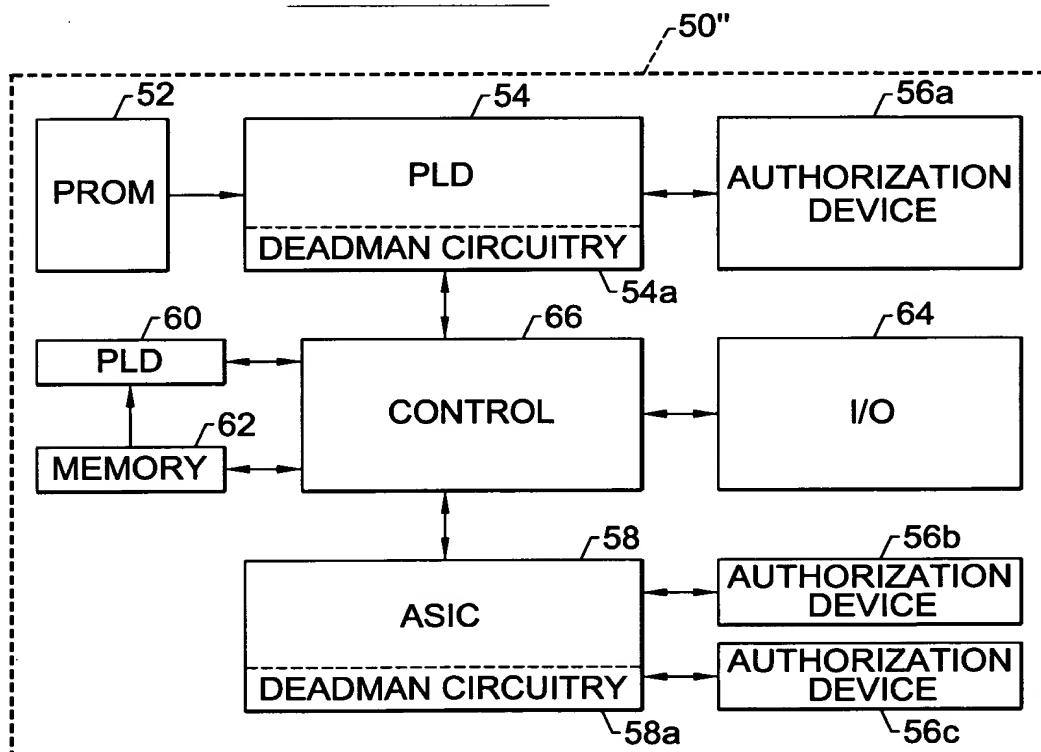 50"
52
54
56a
PROM
PLD
AUTHORIZATION
DEVICE
DEADMAN CIRCUITRY
54a
60
66
64
PLD
CONTROL
I/O
62
MEMORY
58
56b
ASIC
AUTHORIZATION
DEVICE
DEADMAN CIRCUITRY
AUTHORIZATION
DEVICE
58a
56c